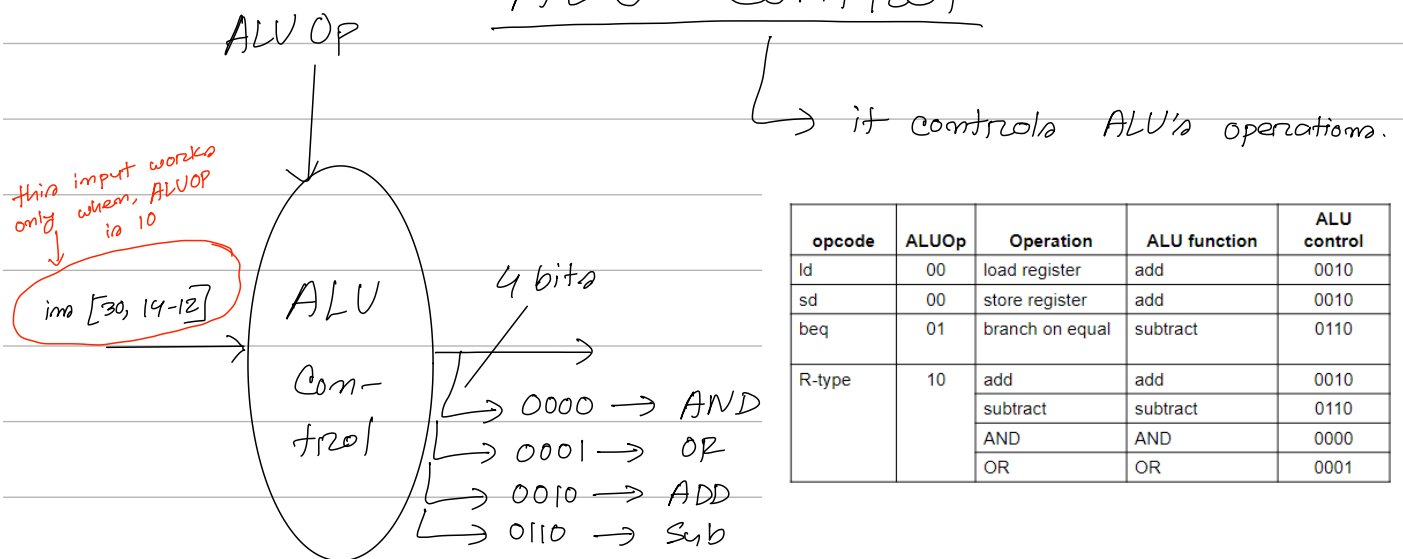 ALU Control
ALU Op
it controls ALU's operations.
this input works
only when, ALUOP
is 10
ins [30, 14-12]
ALU
Con-
trol
4 bits
0000 → AND
0001 → OR
0010 → ADD
0110 → Sub
opcode ALUOp Operation ALU function ALU control
ld 00 load register add 0010
sd 00 store register add 0010
beq 01 branch on equal subtract 0110
R-type 10 add add 0010
subtract subtract 0110
AND AND 0000
OR OR 0001